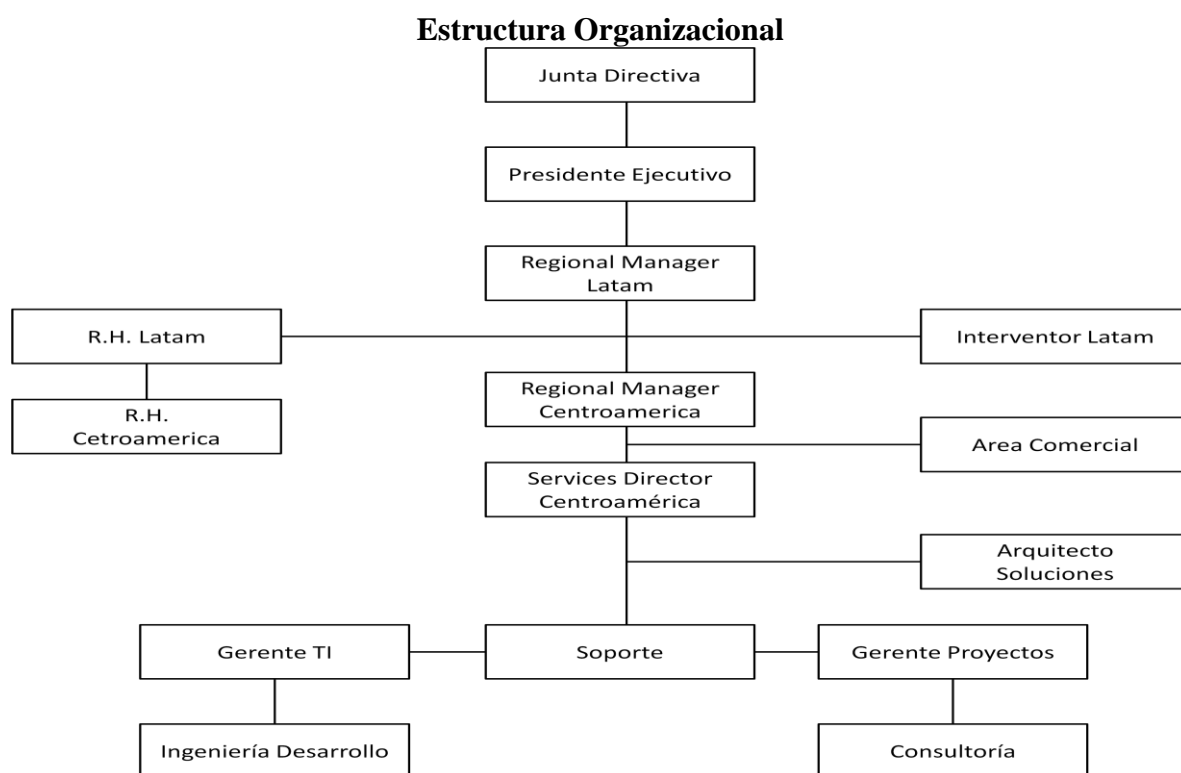 Estructura Organizacional
Junta Directiva
Presidente Ejecutivo
Regional Manager
Latam
R.H. Latam
Interventor Latam
Regional Manager
Centroamerica
R.H.
Cetroamerica
Area Comercial
Services Director
Centroamérica
Arquitecto
Soluciones
Gerente TI
Soporte
Gerente Proyectos
Ingeniería Desarrollo
Consultoría